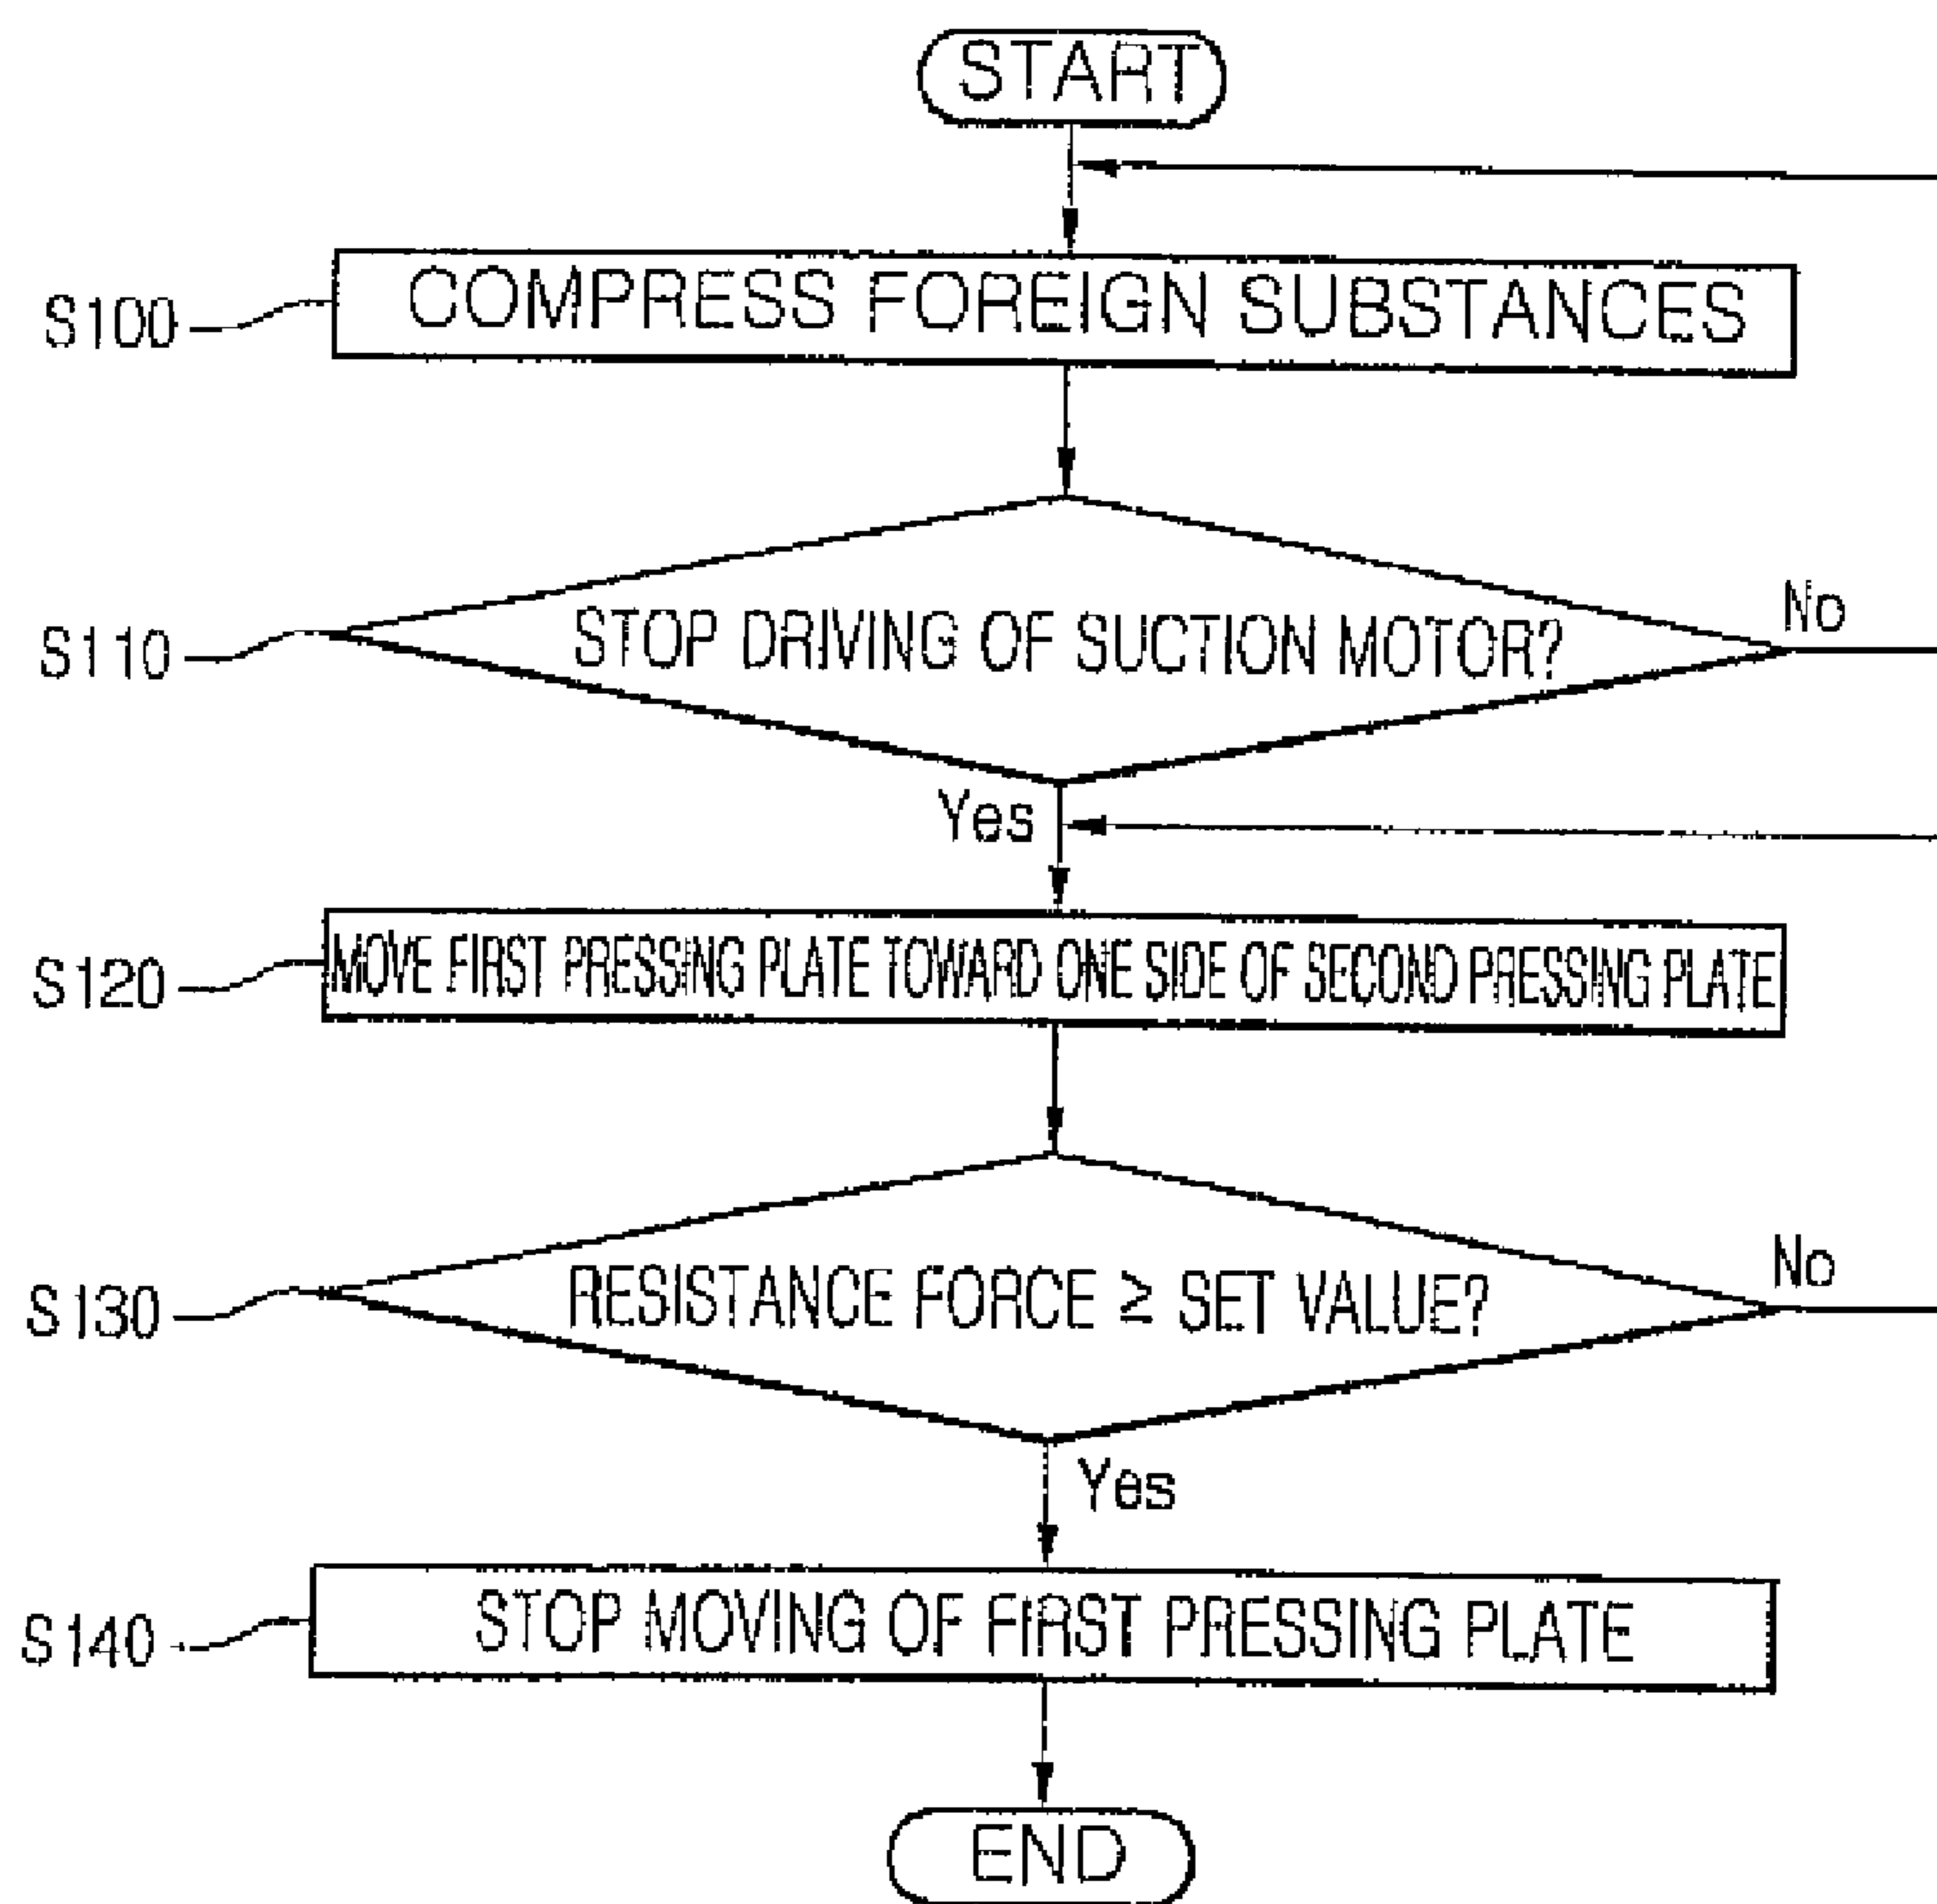 START
S100
COMPRESS FOREIGN SUBSTANCES
S110
STOP DRIVING OF SUCTION MOTOR?
No
Yes
S120
MOVE FIRST PRESSING PLATE TOWARD ONE SIDE OF SECOND PRESSING PLATE
S130
RESISTANCE FORCE ≥ SET VALUE?
No
Yes
S140
STOP MOVING OF FIRST PRESSING PLATE
END